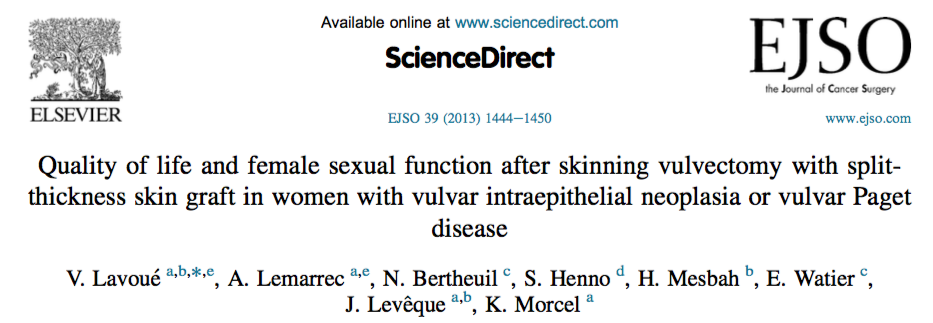 Available online at www.sciencedirect.com
ScienceDirect
EJSO
the Journal of Cancer Surgery
ELSEVIER
EJSO 39 (2013) 1444–1450
www.ejso.com
Quality of life and female sexual function after skinning vulvectomy with split-
thickness skin graft in women with vulvar intraepithelial neoplasia or vulvar Paget
disease
V. Lavoué a,b,*,e, A. Lemarrec a,e, N. Bertheuil c, S. Henno d, H. Mesbah b, E. Watier c,
J. Levêque a,b, K. Morcel a